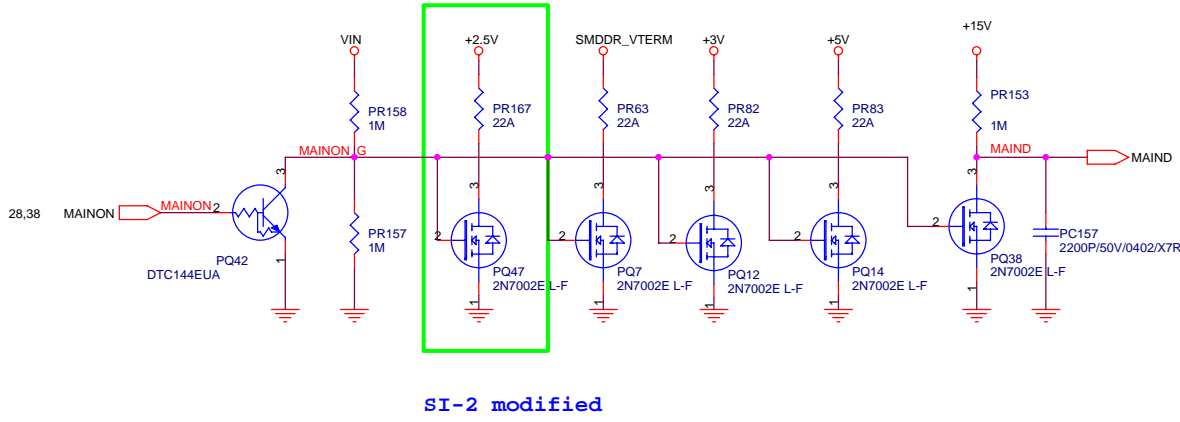 +15V
VIN
+2.5V
SMDDR_VTERM
+3V
+5V
PR158
1M
PR167
22A
PR63
22A
PR82
22A
PR83
22A
PR153
1M
MAINON_G
MAIND
MAIND
3
3
3
3
3
3
28,38
MAINON
MAINON
2
PR157
1M
2
2
2
2
2
PC157
2200P/50V/0402/X7R
PQ42
DTC144EUA
1
PQ47
2N7002E L-F
1
PQ7
2N7002E L-F
1
PQ12
2N7002E L-F
1
PQ14
2N7002E L-F
1
PQ38
2N7002E L-F
1
SI-2 modified